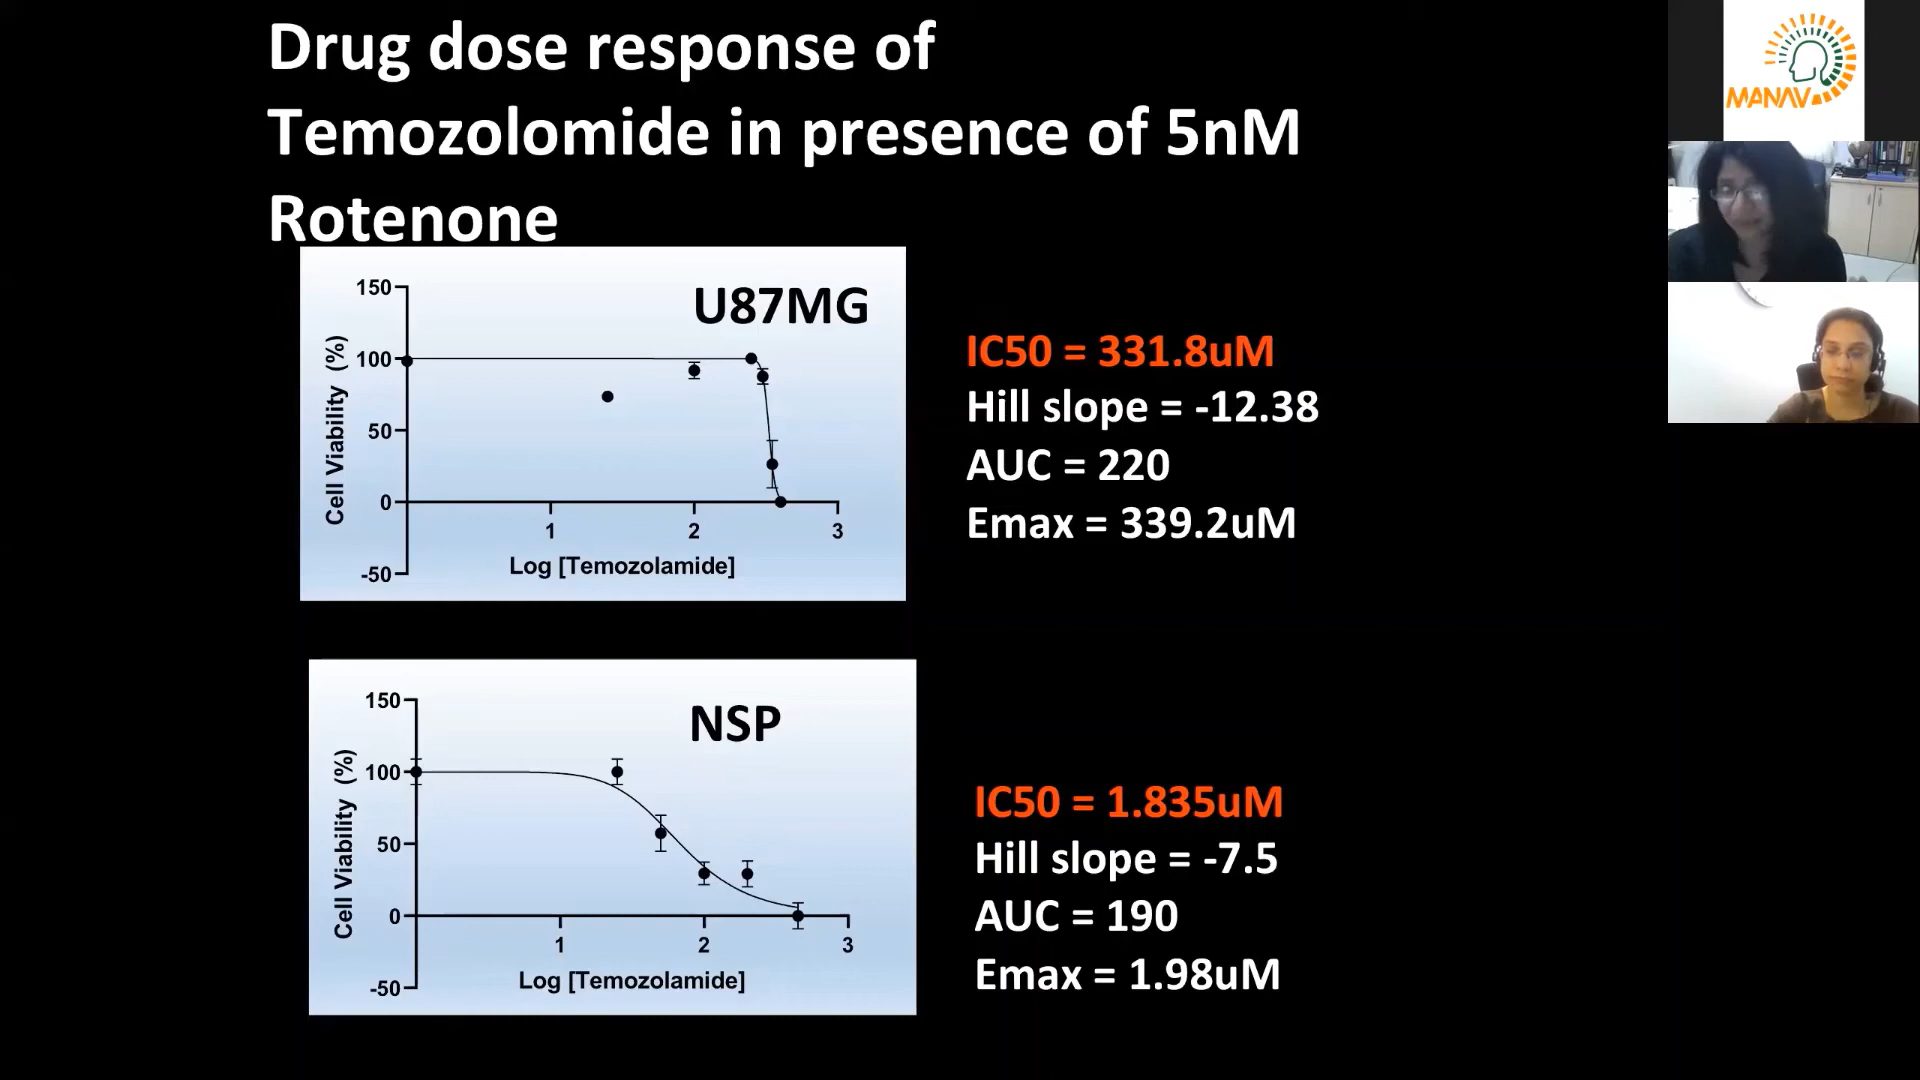 Drug dose response of
Temozolomide in presence of 5nM
Rotenone
MANAV
150
100
50
0
-50
Cell Viability (%)
U87MG
1 2 3
Log [Temozolamide]
IC50 = 331.8uM
Hill slope = -12.38
AUC = 220
Emax = 339.2uM
150
100
50
0
-50
Cell Viability (%)
NSP
1 2 3
Log [Temozolamide]
IC50 = 1.835uM
Hill slope = -7.5
AUC = 190
Emax = 1.98uM